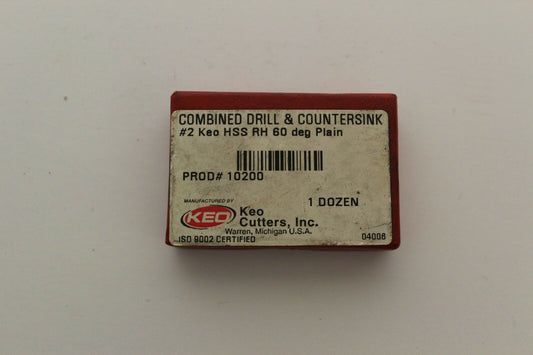 COMBINED DRILL & COUNTERSINK
#2 Keo HSS RH 60 deg Plain
PROD# 10200
1 DOZEN
MANUFACTURED BY
KEO
Keo
Cutters, Inc.
Warren, Michigan U.S.A.
ISO 9002 CERTIFIED
04006